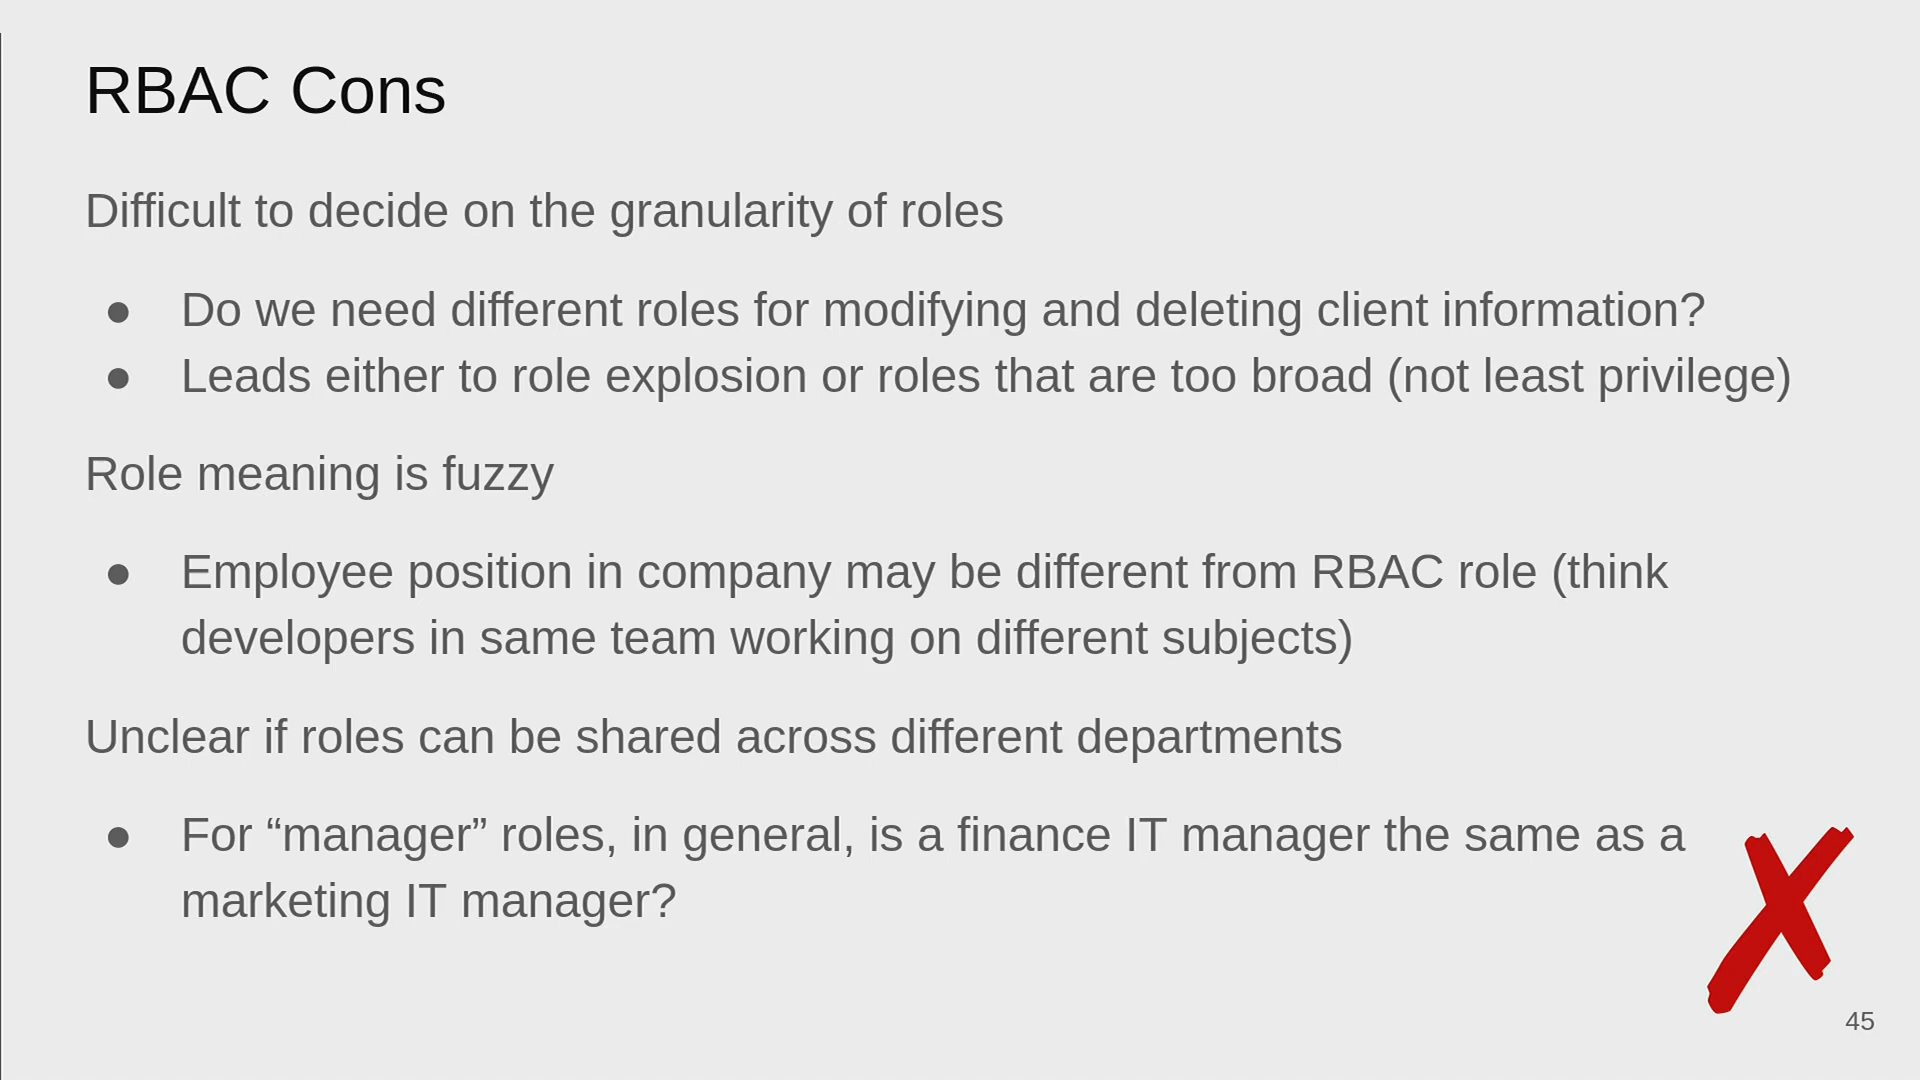 RBAC Cons
Difficult to decide on the granularity of roles
● Do we need different roles for modifying and deleting client information?
● Leads either to role explosion or roles that are too broad (not least privilege)
Role meaning is fuzzy
● Employee position in company may be different from RBAC role (think
developers in same team working on different subjects)
Unclear if roles can be shared across different departments
● For “manager” roles, in general, is a finance IT manager the same as a
marketing IT manager?
45